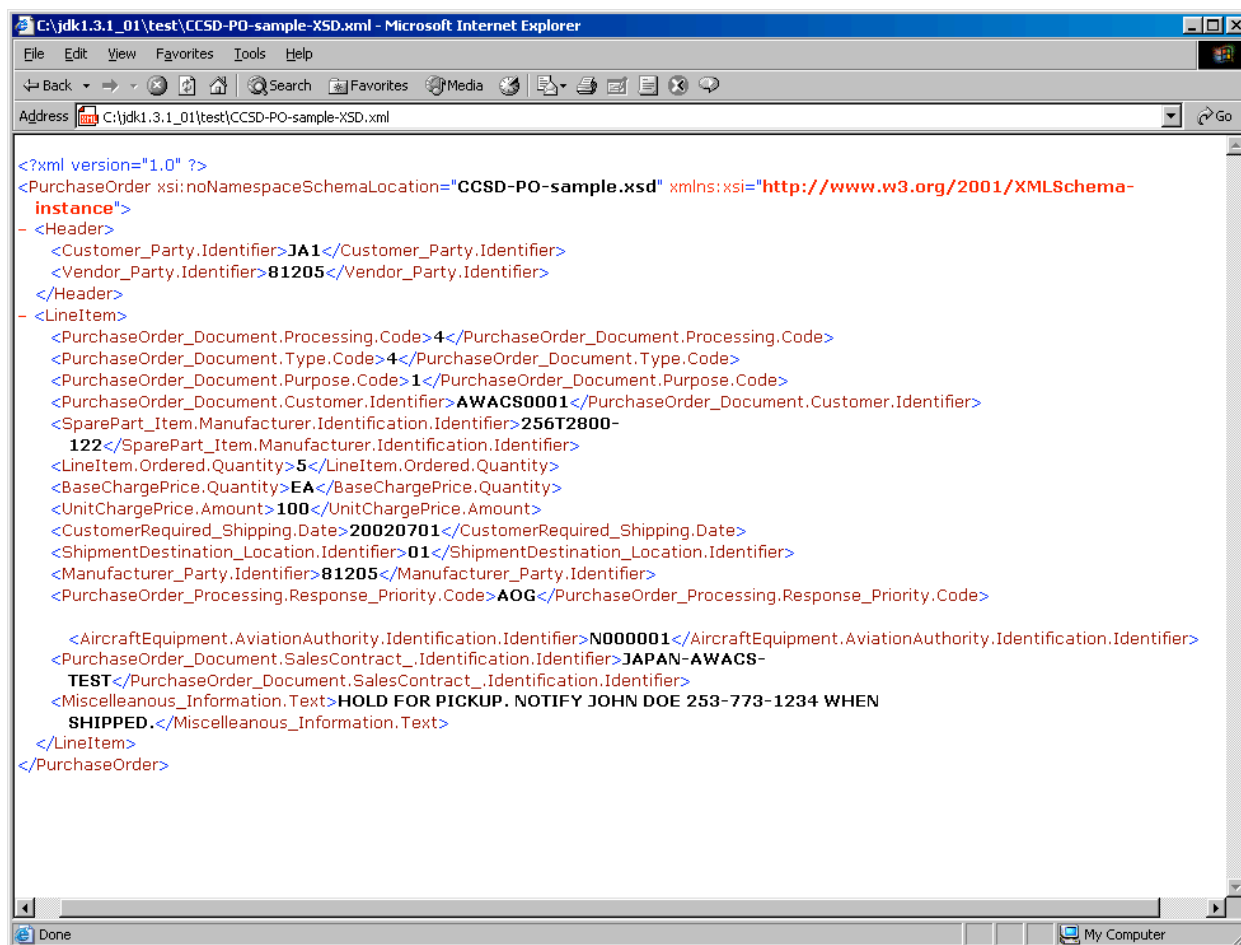 C:\jdk1.3.1_01\test\CCSD-PO-sample-XSD.xml - Microsoft Internet Explorer
File Edit View Favorites Tools Help
Back Search Favorites Media
Address C:\jdk1.3.1_01\test\CCSD-PO-sample-XSD.xml Go
<?xml version="1.0" ?>
<PurchaseOrder xsi:noNamespaceSchemaLocation="CCSD-PO-sample.xsd" xmlns:xsi="http://www.w3.org/2001/XMLSchema-
instance">
- <Header>
<Customer_Party.Identifier>JA1</Customer_Party.Identifier>
<Vendor_Party.Identifier>81205</Vendor_Party.Identifier>
</Header>
- <LineItem>
<PurchaseOrder_Document.Processing.Code>4</PurchaseOrder_Document.Processing.Code>
<PurchaseOrder_Document.Type.Code>4</PurchaseOrder_Document.Type.Code>
<PurchaseOrder_Document.Purpose.Code>1</PurchaseOrder_Document.Purpose.Code>
<PurchaseOrder_Document.Customer.Identifier>AWACS0001</PurchaseOrder_Document.Customer.Identifier>
<SparePart_Item.Manufacturer.Identification.Identifier>256T2800-
122</SparePart_Item.Manufacturer.Identification.Identifier>
<LineItem.Ordered.Quantity>5</LineItem.Ordered.Quantity>
<BaseChargePrice.Quantity>EA</BaseChargePrice.Quantity>
<UnitChargePrice.Amount>100</UnitChargePrice.Amount>
<CustomerRequired_Shipping.Date>20020701</CustomerRequired_Shipping.Date>
<ShipmentDestination_Location.Identifier>01</ShipmentDestination_Location.Identifier>
<Manufacturer_Party.Identifier>81205</Manufacturer_Party.Identifier>
<PurchaseOrder_Processing.Response_Priority.Code>AOG</PurchaseOrder_Processing.Response_Priority.Code>
<AircraftEquipment.AviationAuthority.Identification.Identifier>N000001</AircraftEquipment.AviationAuthority.Identification.Identifier>
<PurchaseOrder_Document.SalesContract_.Identification.Identifier>JAPAN-AWACS-
TEST</PurchaseOrder_Document.SalesContract_.Identification.Identifier>
<Miscelleanous_Information.Text>HOLD FOR PICKUP. NOTIFY JOHN DOE 253-773-1234 WHEN
SHIPPED.</Miscelleanous_Information.Text>
</LineItem>
</PurchaseOrder>
Done My Computer